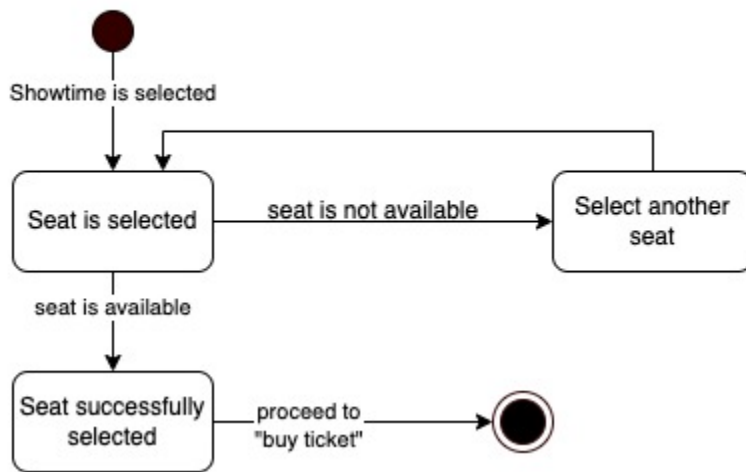 Showtime is selected
Seat is selected
seat is not available
Select another
seat
seat is available
Seat successfully
selected
proceed to
"buy ticket"